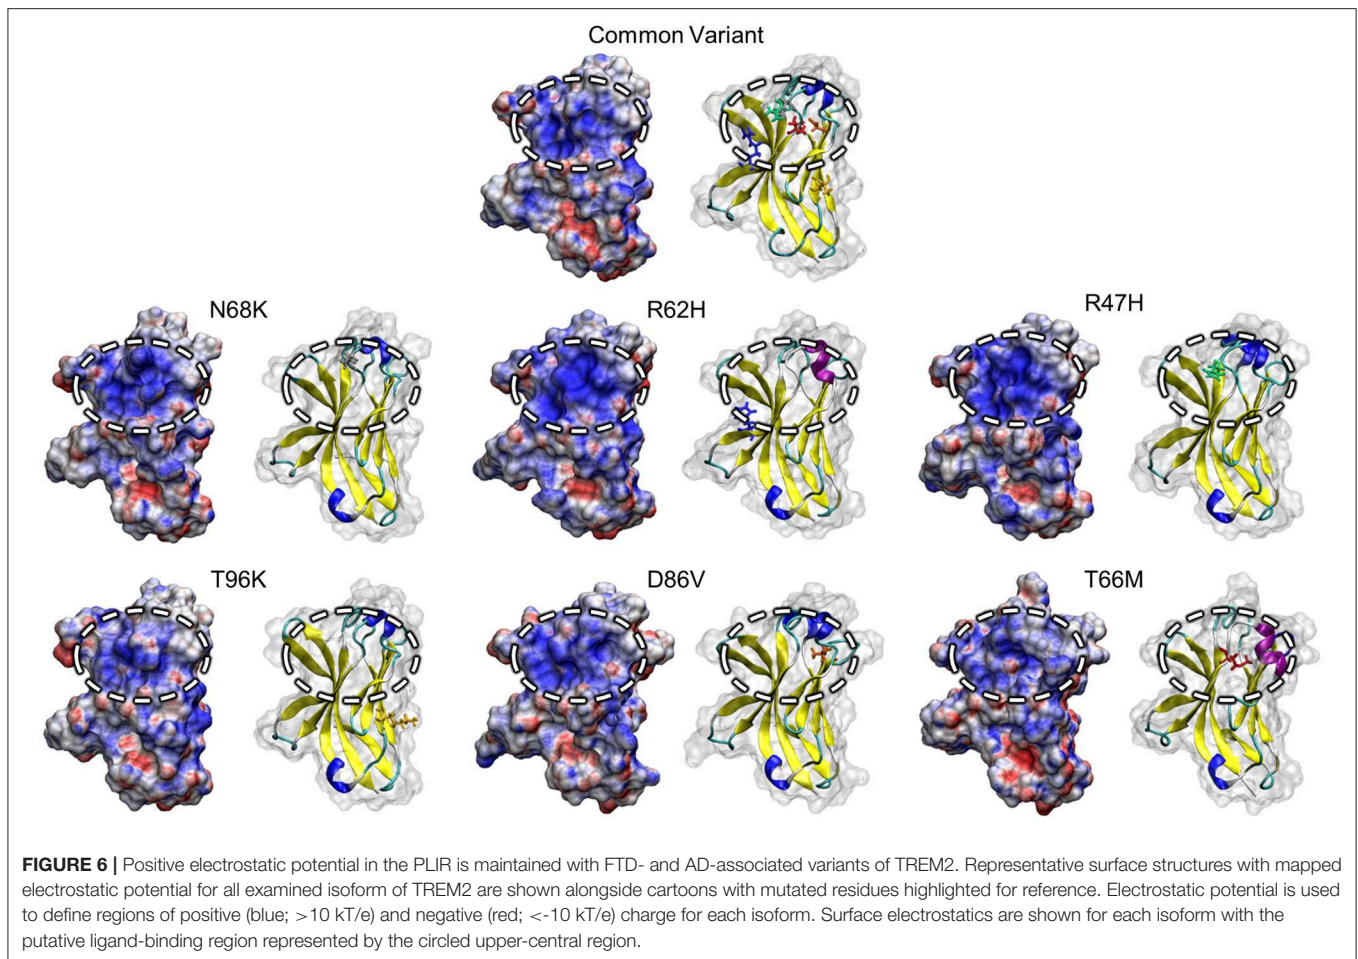 Common Variant
N68K
R62H
R47H
T96K
D86V
T66M
FIGURE 6 | Positive electrostatic potential in the PLIR is maintained with FTD- and AD-associated variants of TREM2. Representative surface structures with mapped
electrostatic potential for all examined isoform of TREM2 are shown alongside cartoons with mutated residues highlighted for reference. Electrostatic potential is used
to define regions of positive (blue; >10 kT/e) and negative (red; <-10 kT/e) charge for each isoform. Surface electrostatics are shown for each isoform with the
putative ligand-binding region represented by the circled upper-central region.